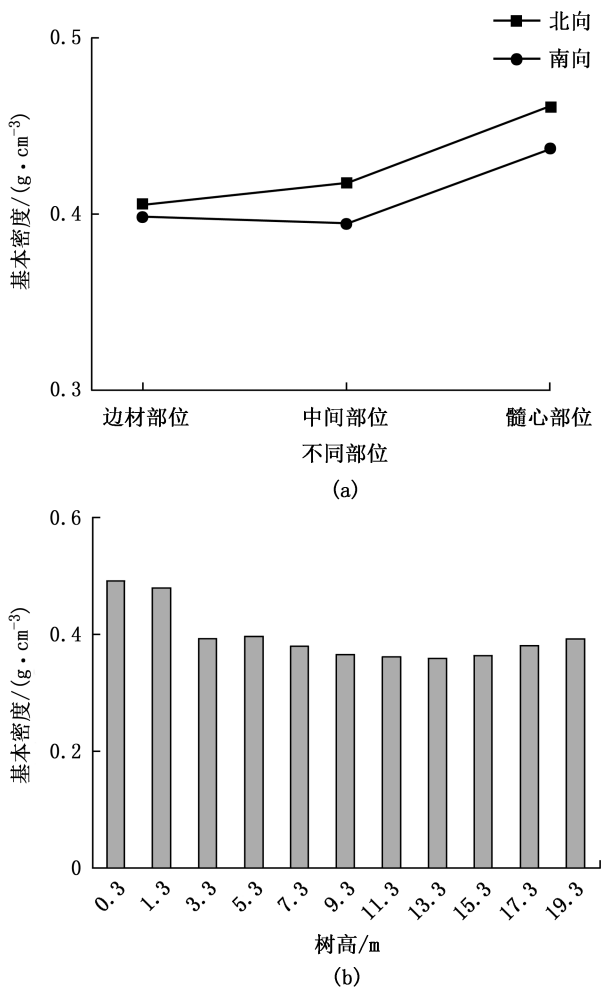 北向
南向
0.5
0.4
0.3
基本密度/(g·cm⁻³)
边材部位 中间部位 髓心部位
不同部位
(a)
0.6
0.4
0.2
0
基本密度/(g·cm⁻³)
0.3 1.3 3.3 5.3 7.3 9.3 11.3 13.3 15.3 17.3 19.3
树高/m
(b)